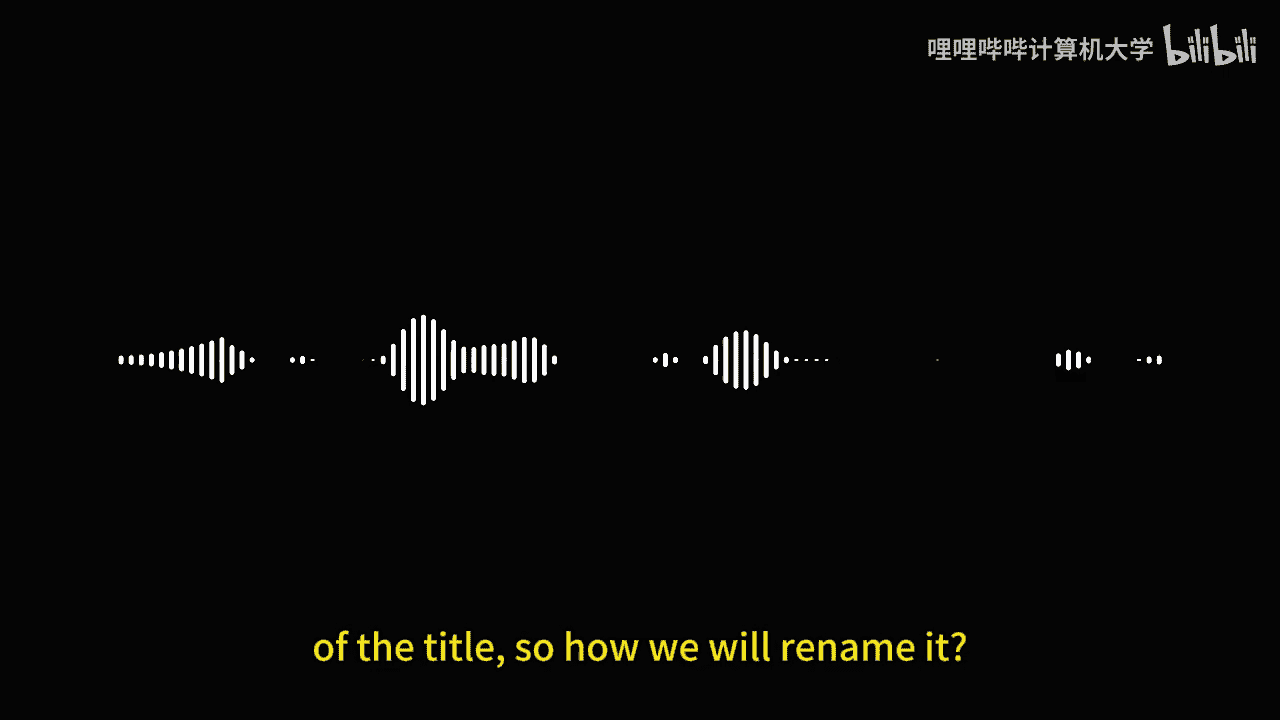 哩哩哔哔计算机大学 bilibili
of the title, so how we will rename it?